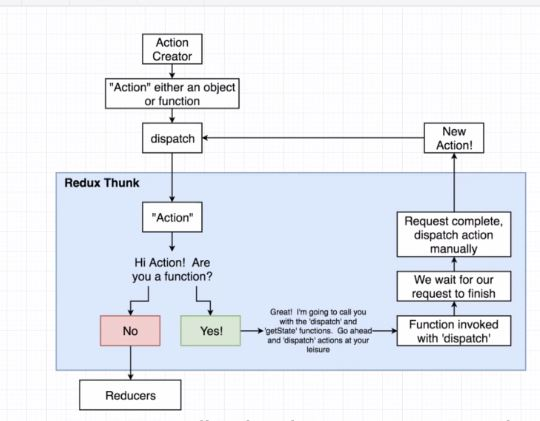 Action
Creator
"Action" either an object
or function
dispatch
New
Action!
Redux Thunk
"Action"
Hi Action! Are
you a function?
No
Yes!
Great! I'm going to call you
with the 'dispatch' and
'getState' functions. Go ahead
and 'dispatch' actions at your
leisure
Function invoked
with 'dispatch'
We wait for our
request to finish
Request complete,
dispatch action
manually
Reducers